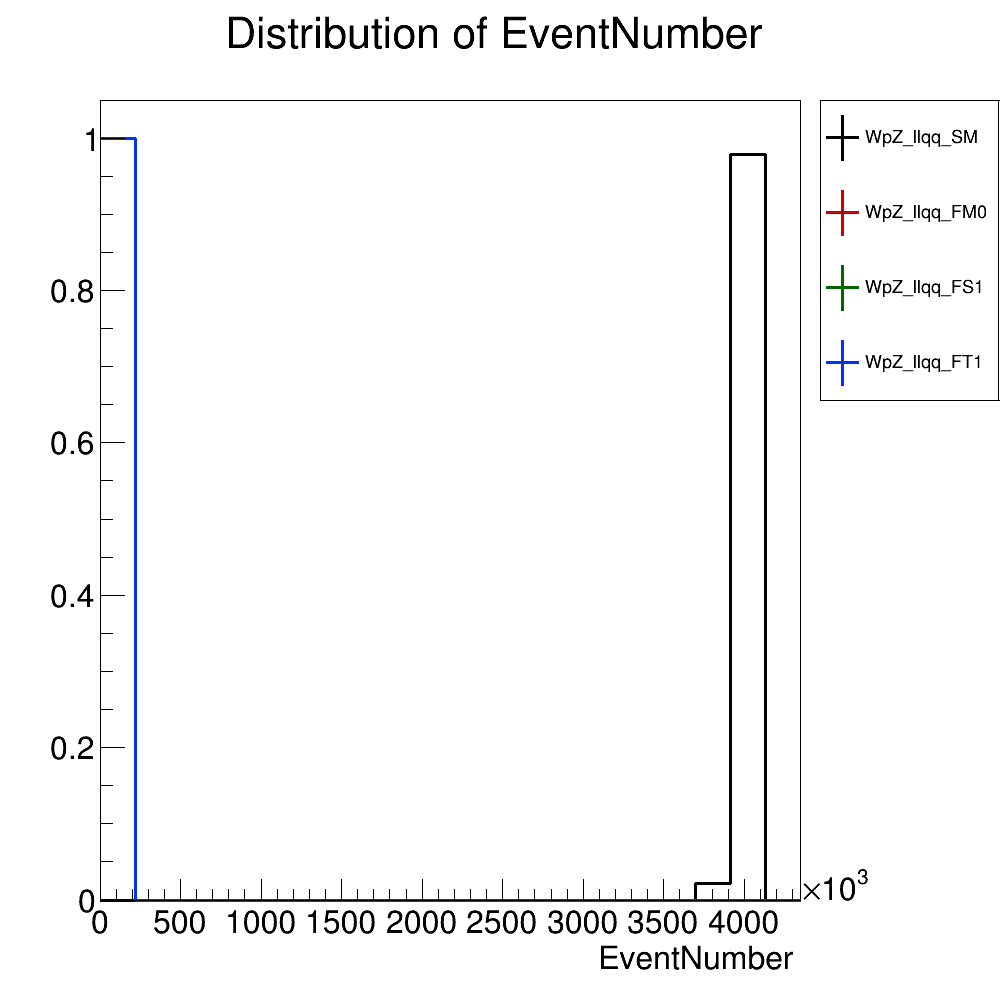 Distribution of EventNumber
1
0.8
0.6
0.4
0.2
0
0 500 1000 1500 2000 2500 3000 3500 4000
×10³
EventNumber
WpZ_llqq_SM
WpZ_llqq_FM0
WpZ_llqq_FS1
WpZ_llqq_FT1